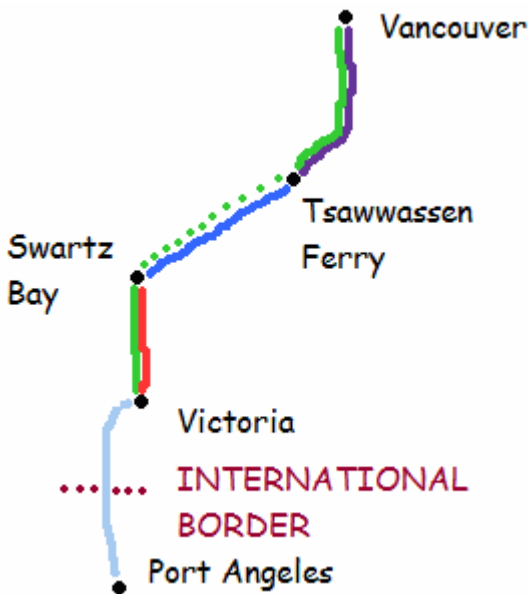 Vancouver
Tsawwassen
Ferry
Swartz
Bay
Victoria
INTERNATIONAL
BORDER
Port Angeles